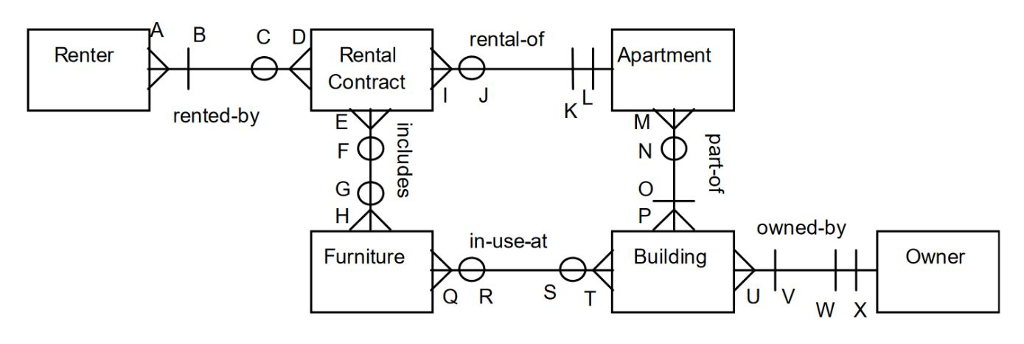 A
B
C
D
Renter
Rental
Contract
rental-of
Apartment
I
J
K
L
rented-by
E
F
includes
G
H
M
N
part-of
O
P
Furniture
in-use-at
Building
owned-by
Owner
Q
R
S
T
U
V
W
X